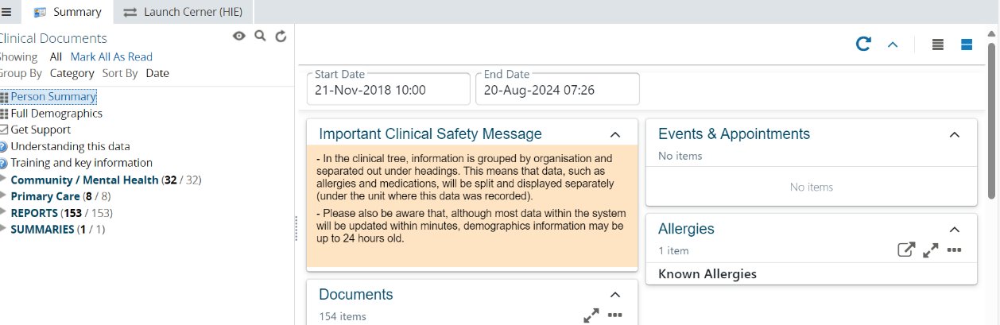 Summary
Launch Cerner (HIE)
Clinical Documents
Showing All Mark All As Read
Group By Category Sort By Date
Person Summary
Full Demographics
Get Support
Understanding this data
Training and key information
Community / Mental Health (32 / 32)
Primary Care (8 / 8)
REPORTS (153 / 153)
SUMMARIES (1 / 1)
Start Date
21-Nov-2018 10:00
End Date
20-Aug-2024 07:26
Important Clinical Safety Message
- In the clinical tree, information is grouped by organisation and
separated out under headings. This means that data, such as
allergies and medications, will be split and displayed separately
(under the unit where this data was recorded).
- Please also be aware that, although most data within the system
will be updated within minutes, demographics information may be
up to 24 hours old.
Documents
154 items
Events & Appointments
No items
No items
Allergies
1 item
Known Allergies